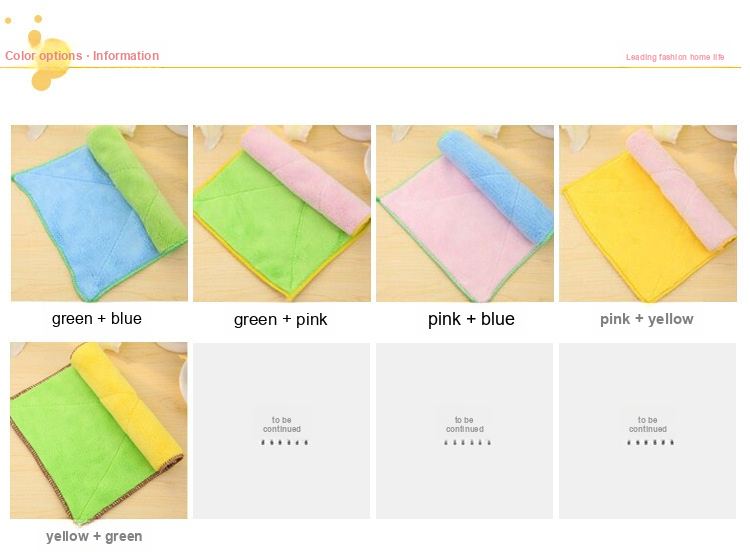 Color options · Information
Leading fashion home life
green + blue
green + pink
pink + blue
pink + yellow
to be
continued
to be
continued
to be
continued
yellow + green